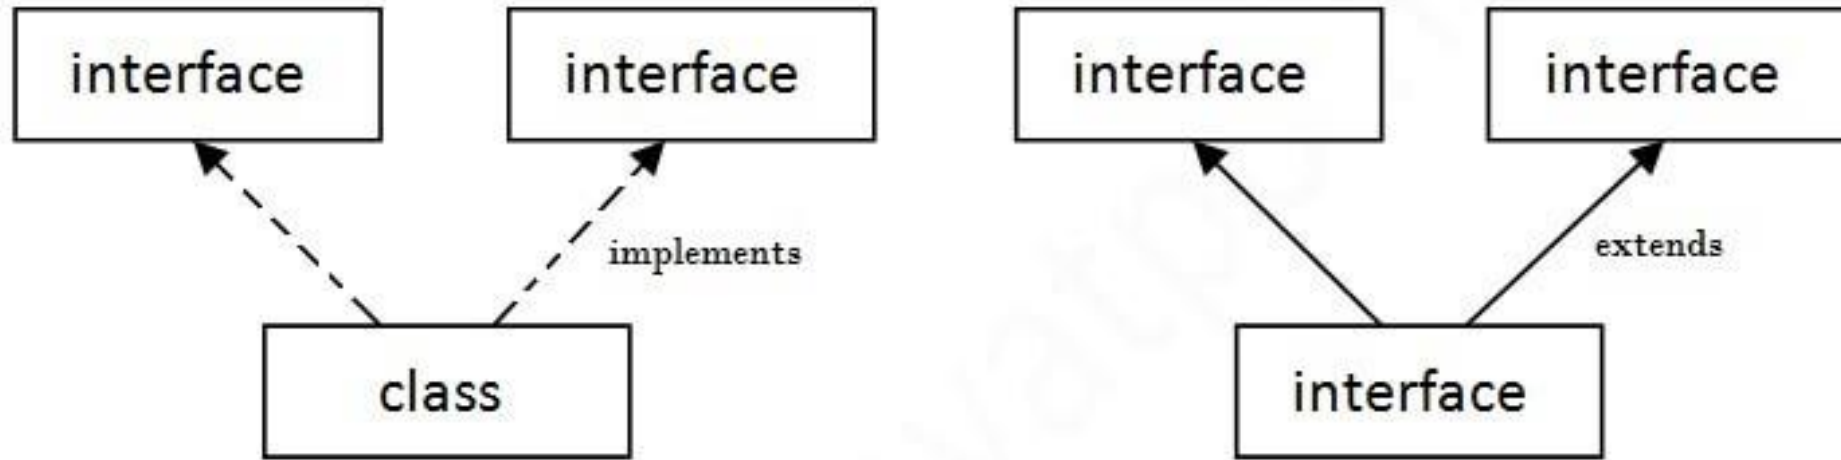 interface
interface
interface
interface
implements
extends
class
interface